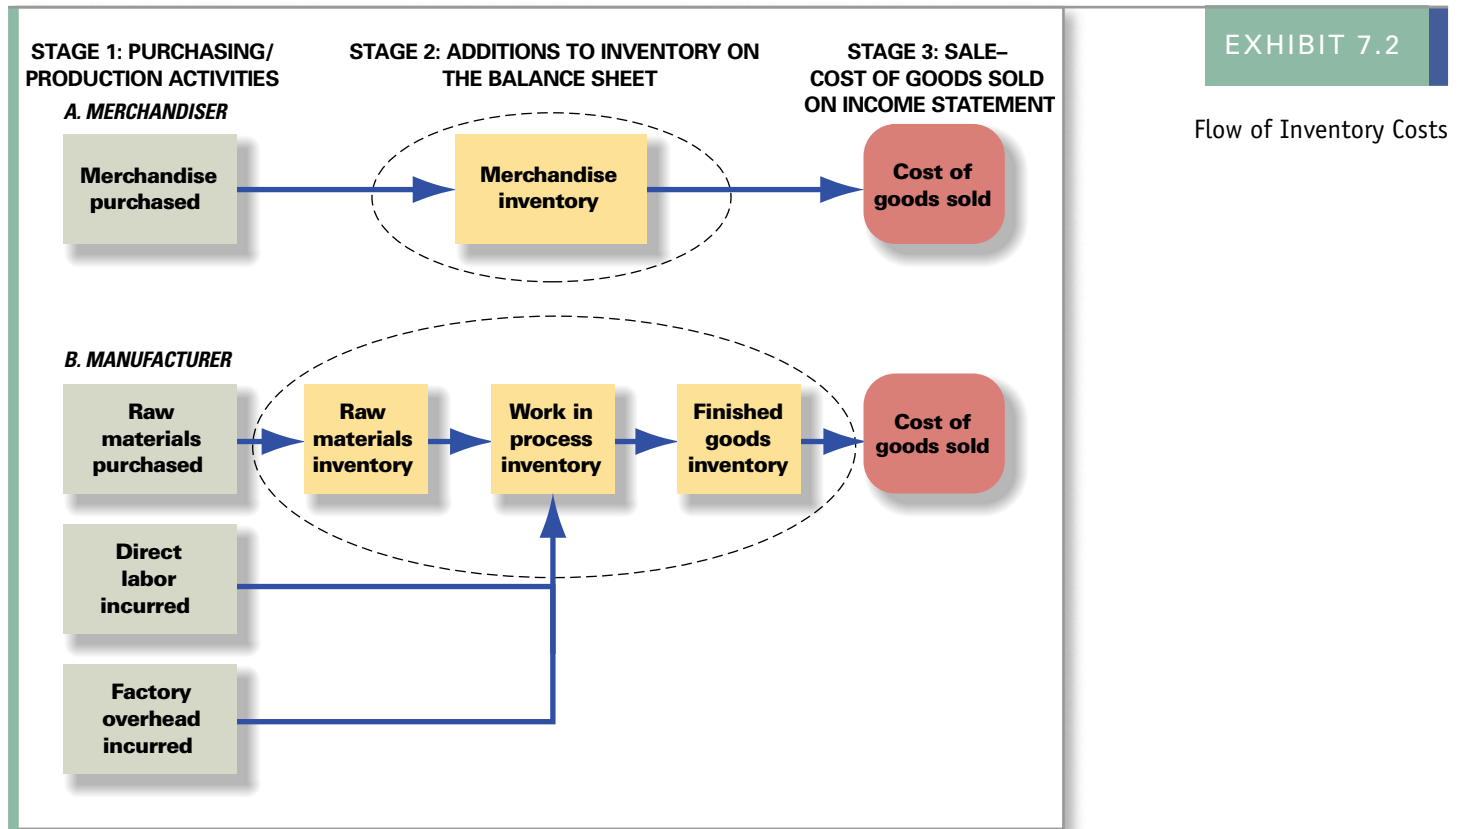 EXHIBIT 7.2
Flow of Inventory Costs
STAGE 1: PURCHASING/
PRODUCTION ACTIVITIES
STAGE 2: ADDITIONS TO INVENTORY ON
THE BALANCE SHEET
STAGE 3: SALE–
COST OF GOODS SOLD
ON INCOME STATEMENT
A. MERCHANDISER
Merchandise
purchased
Merchandise
inventory
Cost of
goods sold
B. MANUFACTURER
Raw
materials
purchased
Raw
materials
inventory
Work in
process
inventory
Finished
goods
inventory
Cost of
goods sold
Direct
labor
incurred
Factory
overhead
incurred